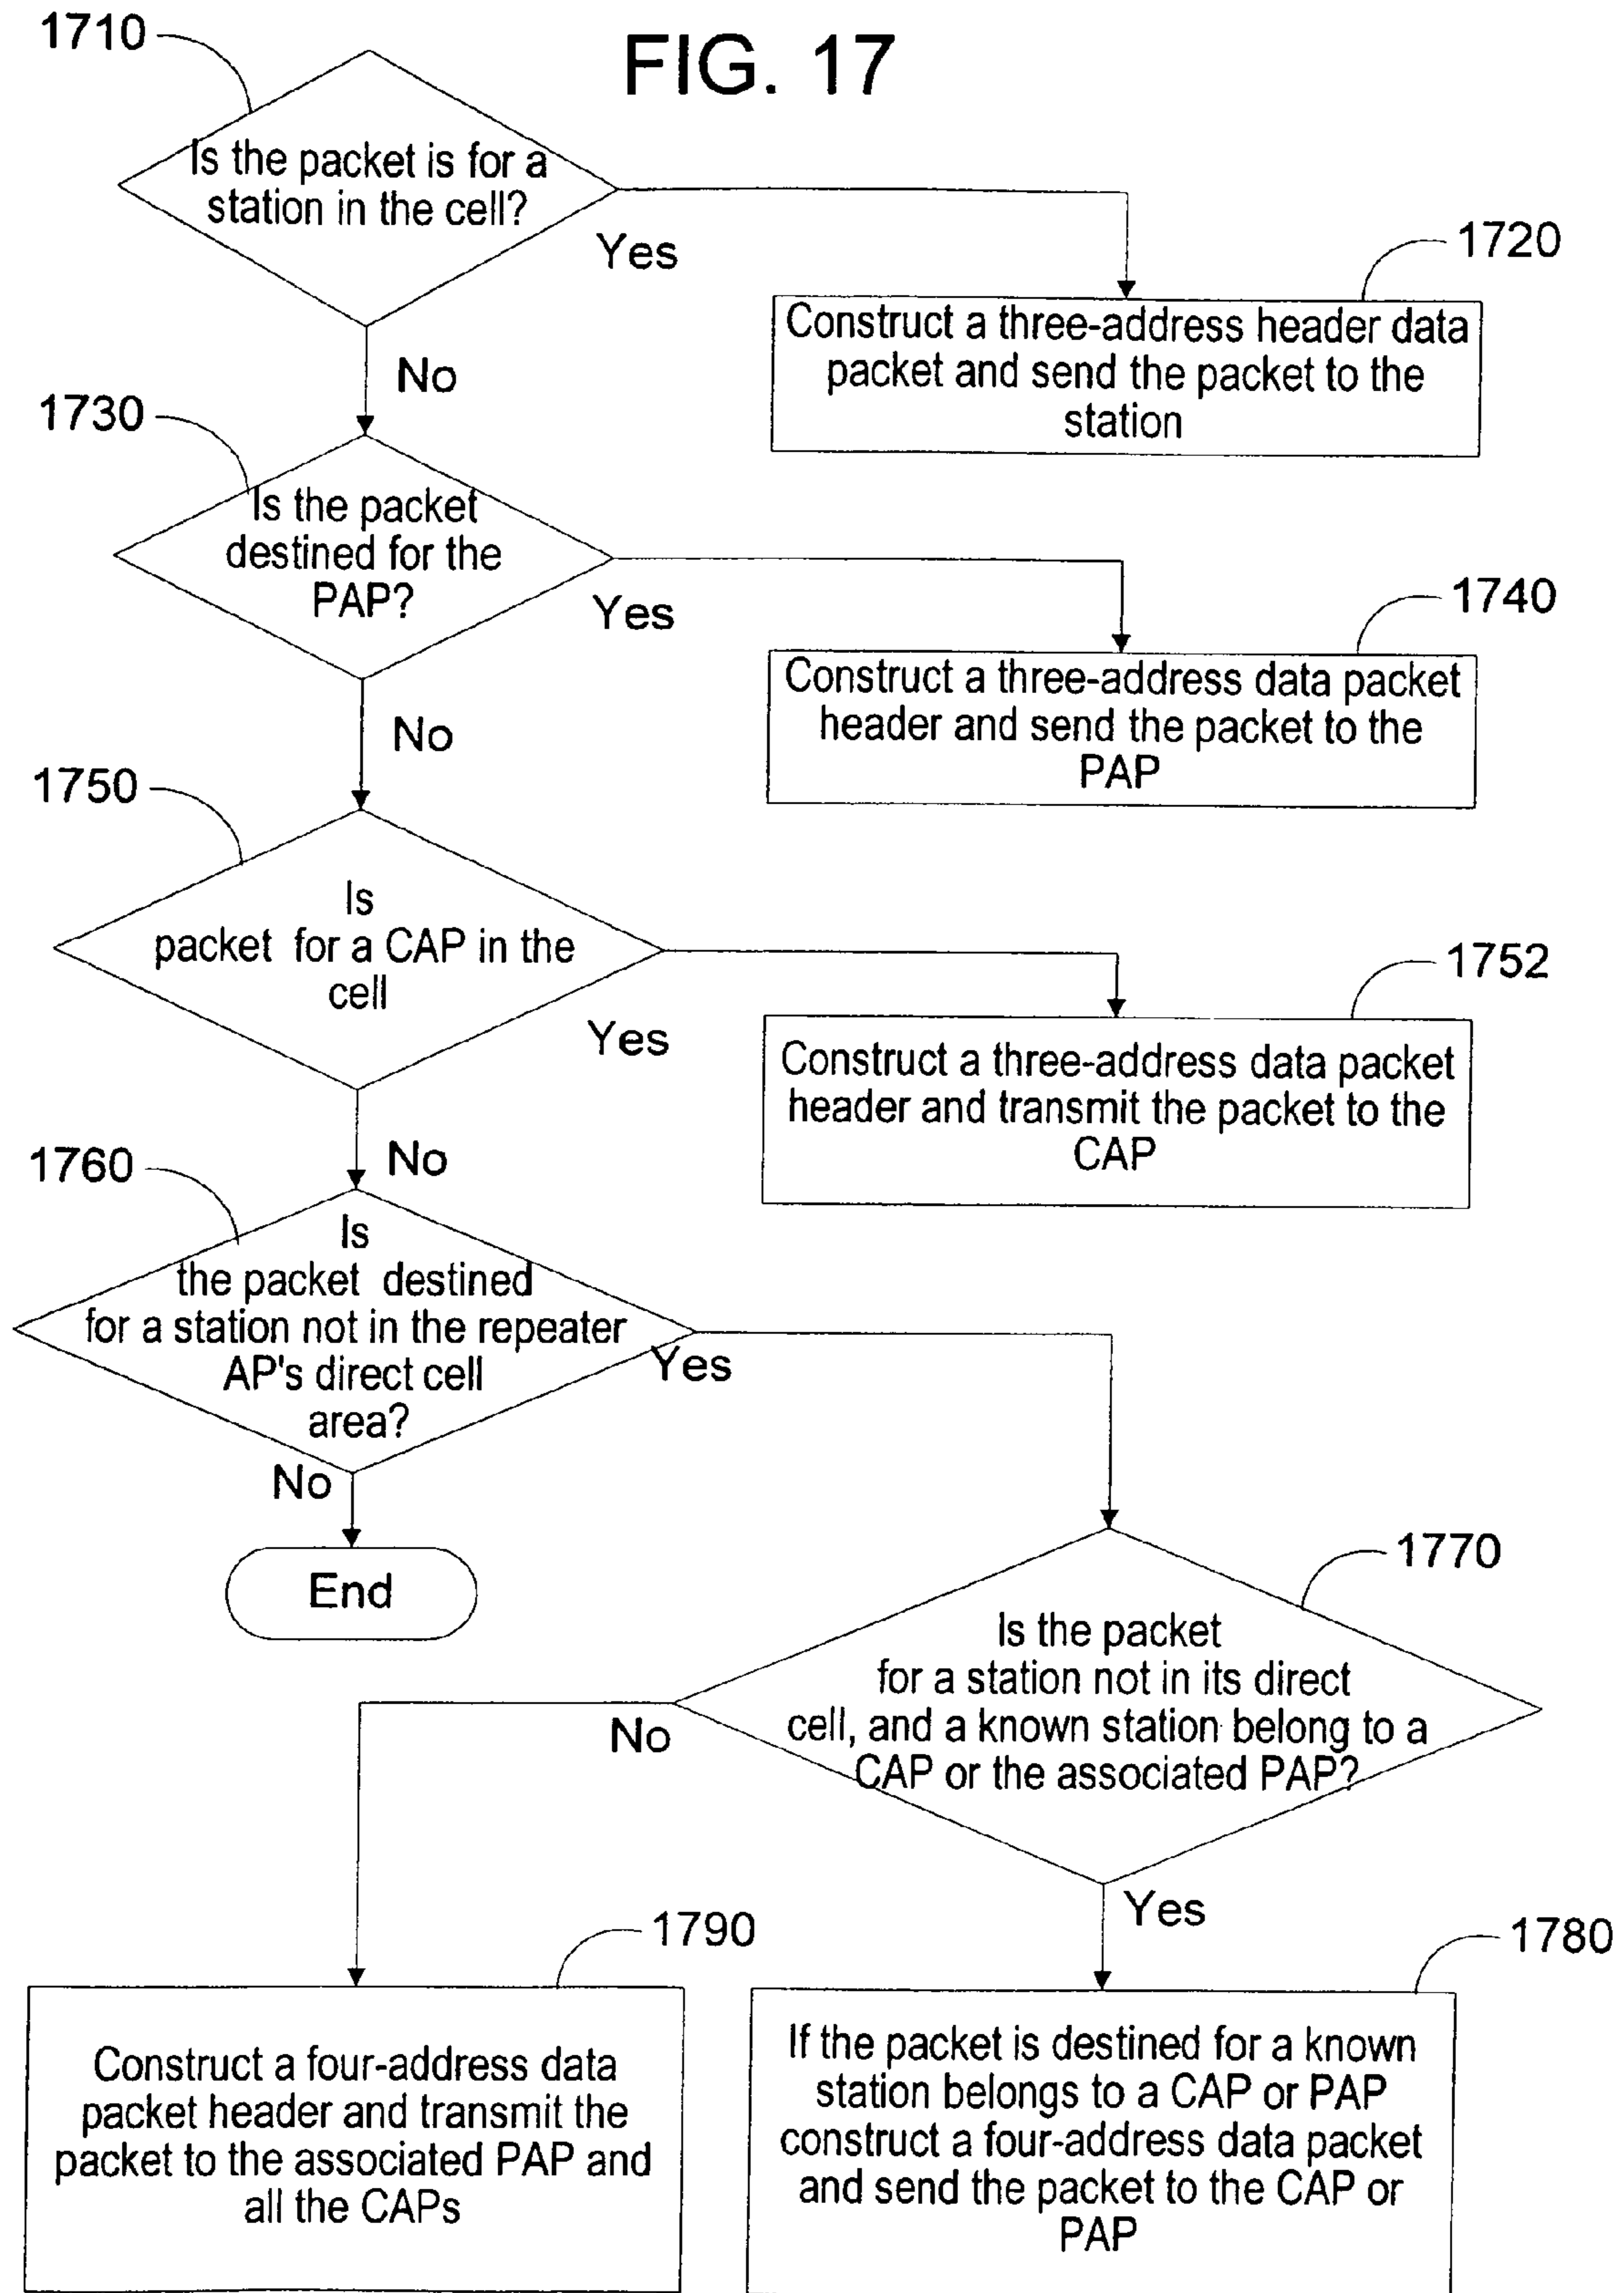 1710
FIG. 17
Is the packet is for a
station in the cell?
Yes
1720
Construct a three-address header data
packet and send the packet to the
station
No
1730
Is the packet
destined for the
PAP?
Yes
1740
Construct a three-address data packet
header and send the packet to the
PAP
No
1750
Is
packet for a CAP in the
cell
Yes
1752
Construct a three-address data packet
header and transmit the packet to the
CAP
No
1760
Is
the packet destined
for a station not in the repeater
AP's direct cell
area?
Yes
No
End
1770
Is the packet
for a station not in its direct
cell, and a known station belong to a
CAP or the associated PAP?
No
Yes
1790
Construct a four-address data
packet header and transmit the
packet to the associated PAP and
all the CAPs
1780
If the packet is destined for a known
station belongs to a CAP or PAP
construct a four-address data packet
and send the packet to the CAP or
PAP